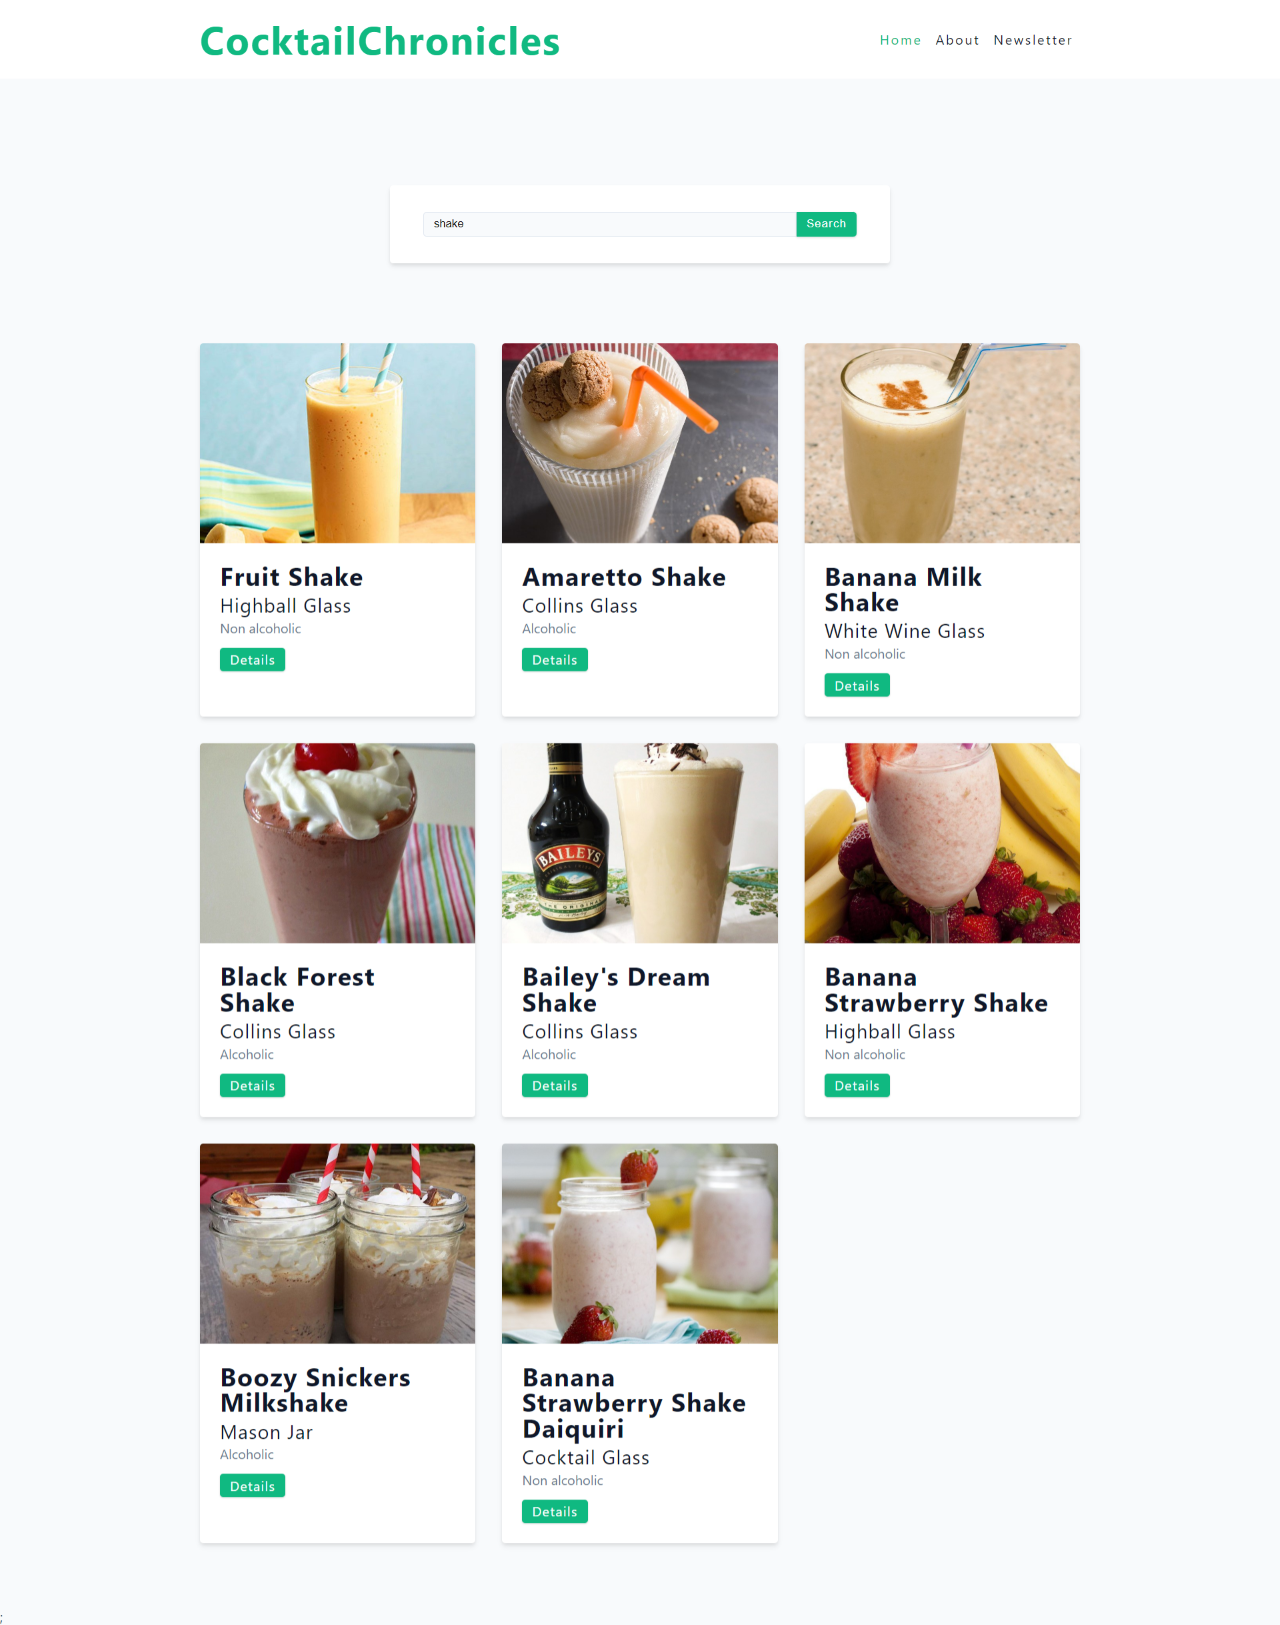 CocktailChronicles
Home About Newsletter
shake
Search
Fruit Shake
Highball Glass
Non alcoholic
Details
Amaretto Shake
Collins Glass
Alcoholic
Details
Banana Milk
Shake
White Wine Glass
Non alcoholic
Details
Black Forest
Shake
Collins Glass
Alcoholic
Details
BAILEYS
THE ORIGINAL
Bailey's Dream
Shake
Collins Glass
Alcoholic
Details
Banana
Strawberry Shake
Highball Glass
Non alcoholic
Details
Boozy Snickers
Milkshake
Mason Jar
Alcoholic
Details
Banana
Strawberry Shake
Daiquiri
Cocktail Glass
Non alcoholic
Details
;